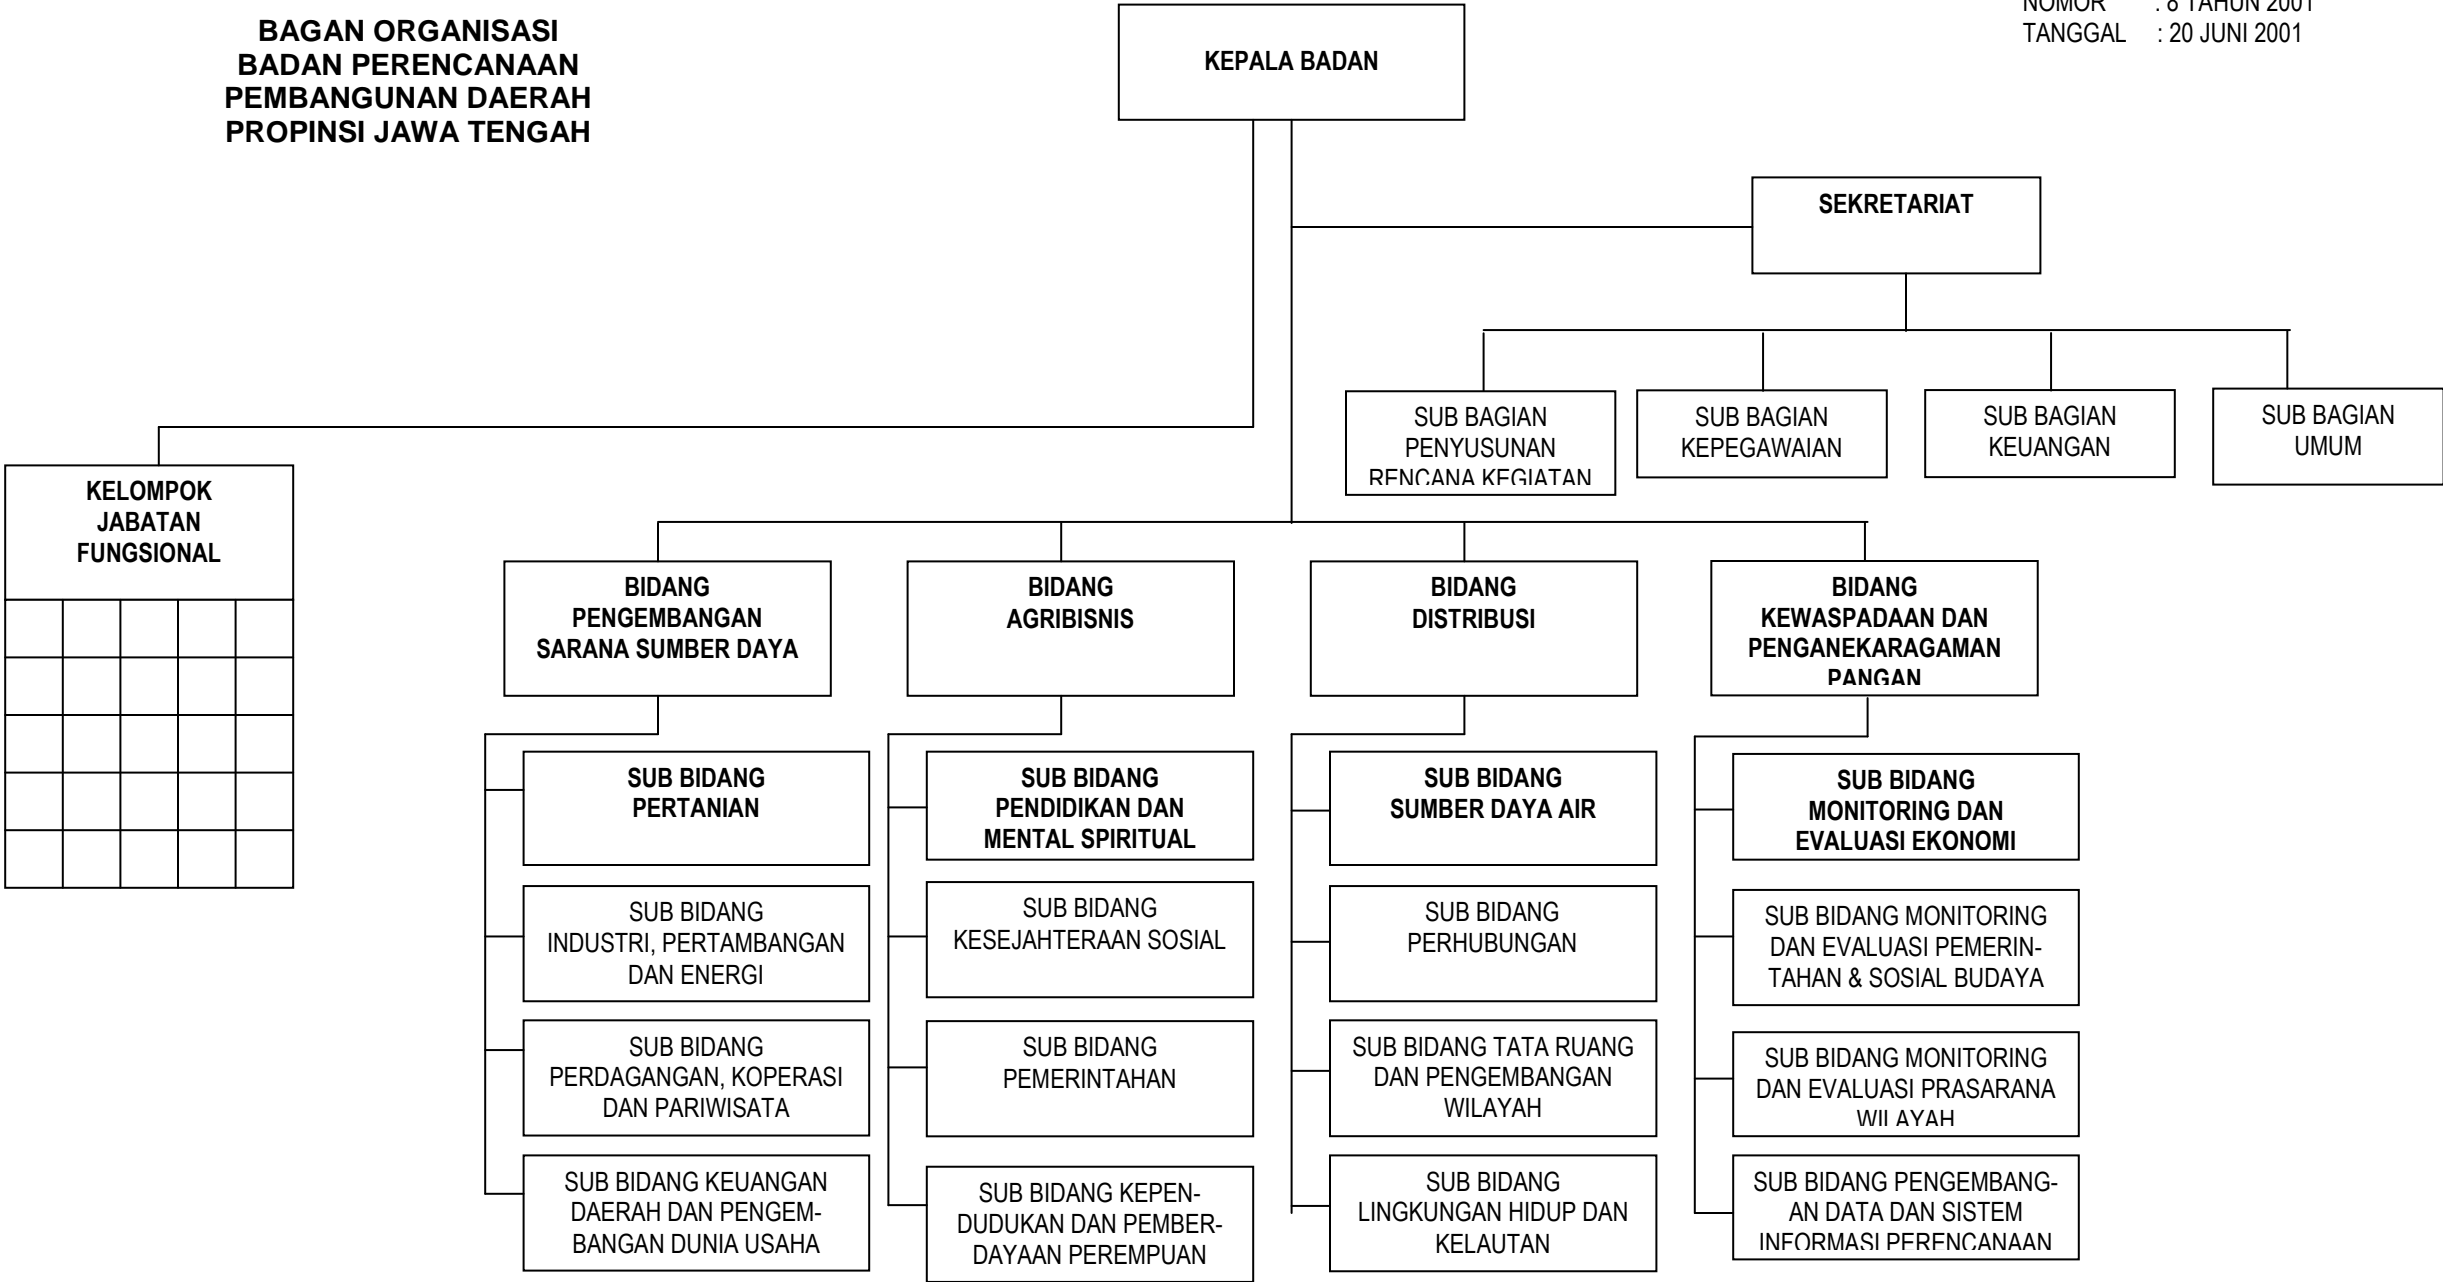 BAGAN ORGANISASI
BADAN PERENCANAAN
PEMBANGUNAN DAERAH
PROPINSI JAWA TENGAH
NOMOR : 8 TAHUN 2001
TANGGAL : 20 JUNI 2001
KEPALA BADAN
SEKRETARIAT
SUB BAGIAN
PENYUSUNAN
RENCANA KEGIATAN
SUB BAGIAN
KEPEGAWAIAN
SUB BAGIAN
KEUANGAN
SUB BAGIAN
UMUM
KELOMPOK
JABATAN
FUNGSIONAL
BIDANG
PENGEMBANGAN
SARANA SUMBER DAYA
BIDANG
AGRIBISNIS
BIDANG
DISTRIBUSI
BIDANG
KEWASPADAAN DAN
PENGANEKARAGAMAN
PANGAN
SUB BIDANG
PERTANIAN
SUB BIDANG
INDUSTRI, PERTAMBANGAN
DAN ENERGI
SUB BIDANG
PERDAGANGAN, KOPERASI
DAN PARIWISATA
SUB BIDANG KEUANGAN
DAERAH DAN PENGEM-
BANGAN DUNIA USAHA
SUB BIDANG
PENDIDIKAN DAN
MENTAL SPIRITUAL
SUB BIDANG
KESEJAHTERAAN SOSIAL
SUB BIDANG
PEMERINTAHAN
SUB BIDANG KEPEN-
DUDUKAN DAN PEMBER-
DAYAAN PEREMPUAN
SUB BIDANG
SUMBER DAYA AIR
SUB BIDANG
PERHUBUNGAN
SUB BIDANG TATA RUANG
DAN PENGEMBANGAN
WILAYAH
SUB BIDANG
LINGKUNGAN HIDUP DAN
KELAUTAN
SUB BIDANG
MONITORING DAN
EVALUASI EKONOMI
SUB BIDANG MONITORING
DAN EVALUASI PEMERIN-
TAHAN & SOSIAL BUDAYA
SUB BIDANG MONITORING
DAN EVALUASI PRASARANA
WILAYAH
SUB BIDANG PENGEMBANG-
AN DATA DAN SISTEM
INFORMASI PERENCANAAN